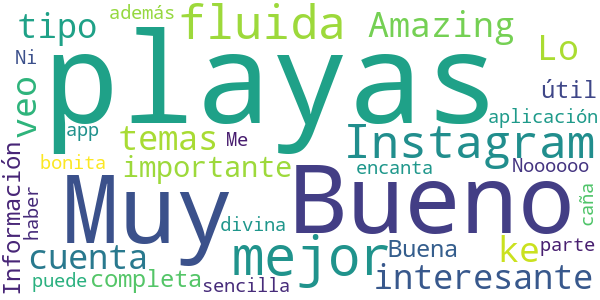 además
tipo
fluida
Amazing
Lo
Ni
playas
veo
útil
app
temas
Me
Instagram
aplicación
Información
bonita
importante
encanta
Noooooo
haber
Muy
Bueno
caña
divina
cuenta
mejor
Buena
ke
parte
puede
completa
sencilla
interesante